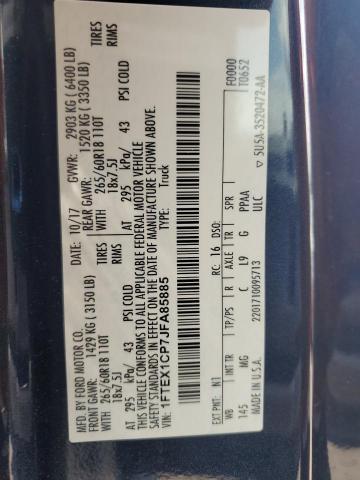 MFD. BY FORD MOTOR CO.
DATE: 10/17 GVWR: 2903 KG ( 6400 LB)
FRONT GAWR: 1429 KG ( 3150 LB) REAR GAWR: 1520 KG ( 3350 LB)
WITH 265/60R18 110T TIRES WITH 265/60R18 110T TIRES
18x7.5J RIMS 18x7.5J RIMS
AT 295 kPa/ 43 PSI COLD AT 295 kPa/ 43 PSI COLD
THIS VEHICLE CONFORMS TO ALL APPLICABLE FEDERAL MOTOR VEHICLE
SAFETY STANDARDS IN EFFECT ON THE DATE OF MANUFACTURE SHOWN ABOVE.
VIN: 1FTEX1CP7JFA85885 TYPE: Truck
F0000
T0652
EXT PNT: N1 RC: 16 DSO:
WB TP/PS R AXLE TR SPR
145 MG C L9 G PPAA
ULC
MADE IN U.S.A. 2201710095713
5U5A-3520472-AA